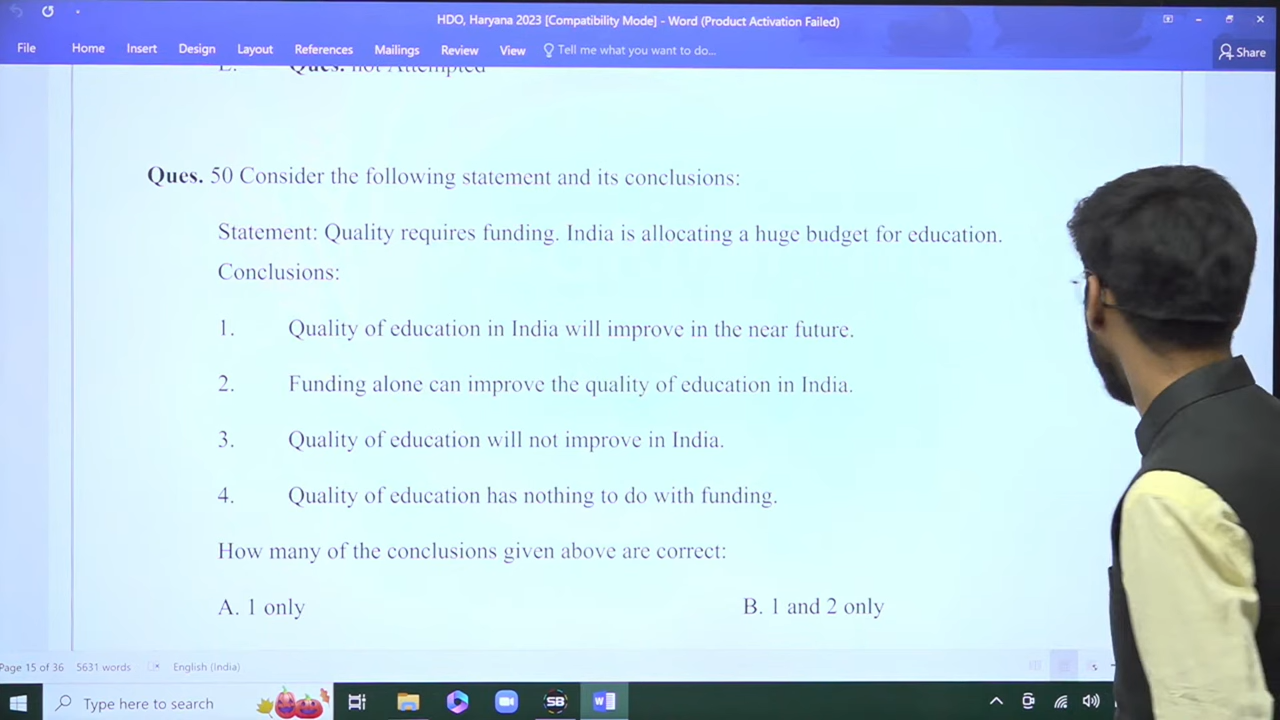 HDO, Haryana 2023 [Compatibility Mode] - Word (Product Activation Failed)
File Home Insert Design Layout References Mailings Review View Tell me what you want to do... Share
Ques. not Attempted
Ques. 50 Consider the following statement and its conclusions:
Statement: Quality requires funding. India is allocating a huge budget for education.
Conclusions:
1. Quality of education in India will improve in the near future.
2. Funding alone can improve the quality of education in India.
3. Quality of education will not improve in India.
4. Quality of education has nothing to do with funding.
How many of the conclusions given above are correct:
A. 1 only B. 1 and 2 only
Page 15 of 36 5631 words English (India)
Type here to search SB W